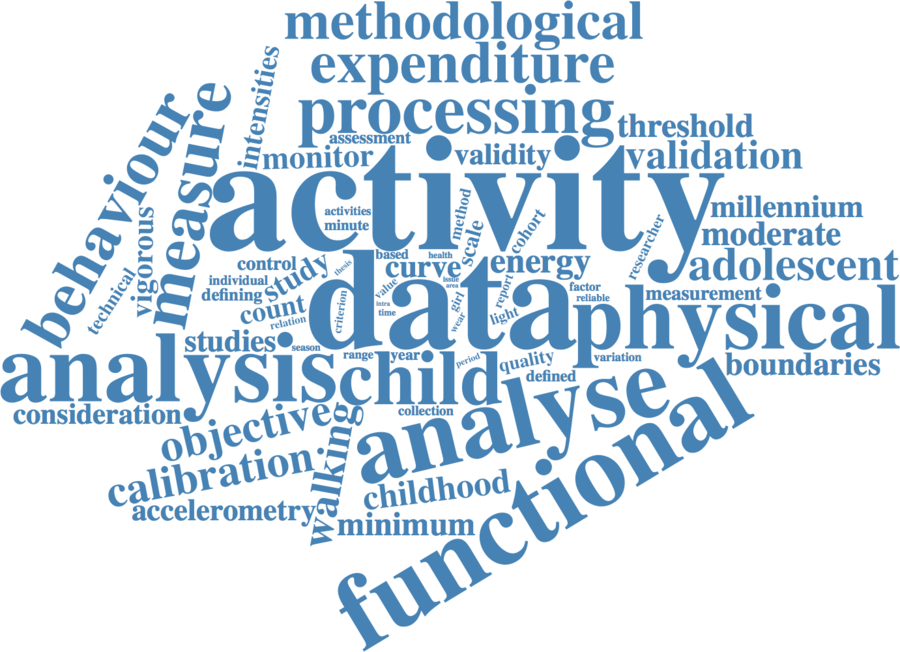 methodological
expenditure
processing
intensities
behaviour
measure
assessment
monitor
validity
threshold
validation
activity
activities
minute
method
scale
cohort
researcher
millennium
moderate
adolescent
vigorous
technical
control
study
thesis
based
health
curve
issue
area
energy
individual
defining
count
relation
criterion
data
value
intra
time
girl
wear
report
light
factor
reliable
measurement
physical
studies
season
range
year
period
quality
defined
variation
boundaries
analysis
child
analyse
functional
consideration
collection
objective
calibration
walking
accelerometry
childhood
minimum